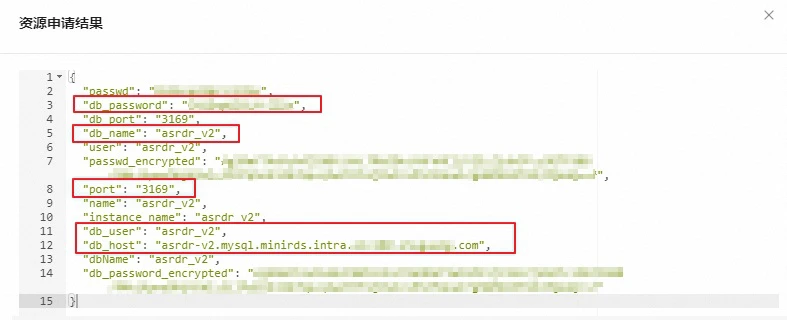 资源申请结果
1 {
2 "passwd": "",
3 "db_password": "",
4 "db_port": "3169",
5 "db_name": "asrdr_v2",
6 "user": "asrdr_v2",
7 "passwd_encrypted": "
",
8 "port": "3169",
9 "name": "asrdr_v2",
10 "instance_name": "asrdr_v2",
11 "db_user": "asrdr_v2",
12 "db_host": "asrdr-v2.mysql.minirds.intra. .com",
13 "dbName": "asrdr_v2",
14 "db_password_encrypted": "
15 }